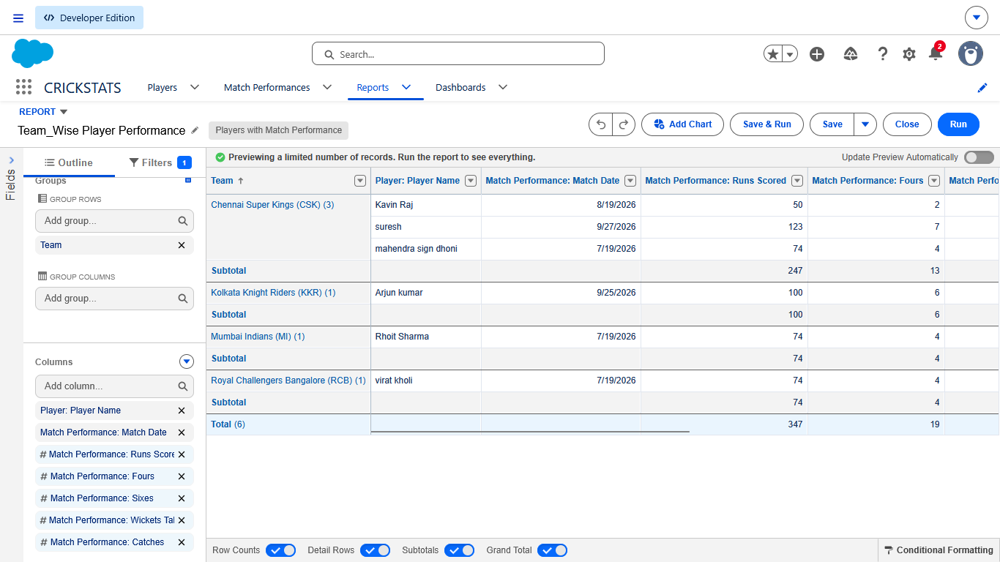 Developer Edition
Search...
2
CRICKSTATS Players Match Performances Reports Dashboards
REPORT
Team_Wise Player Performance Players with Match Performance
Add Chart Save & Run Save Close Run
Fields
Outline Filters 1
Groups
GROUP ROWS
Add group...
Team
GROUP COLUMNS
Add group...
Columns
Add column...
Player: Player Name
Match Performance: Match Date
# Match Performance: Runs Score
# Match Performance: Fours
# Match Performance: Sixes
# Match Performance: Wickets Tal
# Match Performance: Catches
Previewing a limited number of records. Run the report to see everything. Update Preview Automatically
Team Player: Player Name Match Performance: Match Date Match Performance: Runs Scored Match Performance: Fours Match Perfo
Chennai Super Kings (CSK) (3) Kavin Raj 8/19/2026 50 2
suresh 9/27/2026 123 7
mahendra sign dhoni 7/19/2026 74 4
Subtotal 247 13
Kolkata Knight Riders (KKR) (1) Arjun kumar 9/25/2026 100 6
Subtotal 100 6
Mumbai Indians (MI) (1) Rhoit Sharma 7/19/2026 74 4
Subtotal 74 4
Royal Challengers Bangalore (RCB) (1) virat kholi 7/19/2026 74 4
Subtotal 74 4
Total (6) 347 19
Row Counts Detail Rows Subtotals Grand Total Conditional Formatting